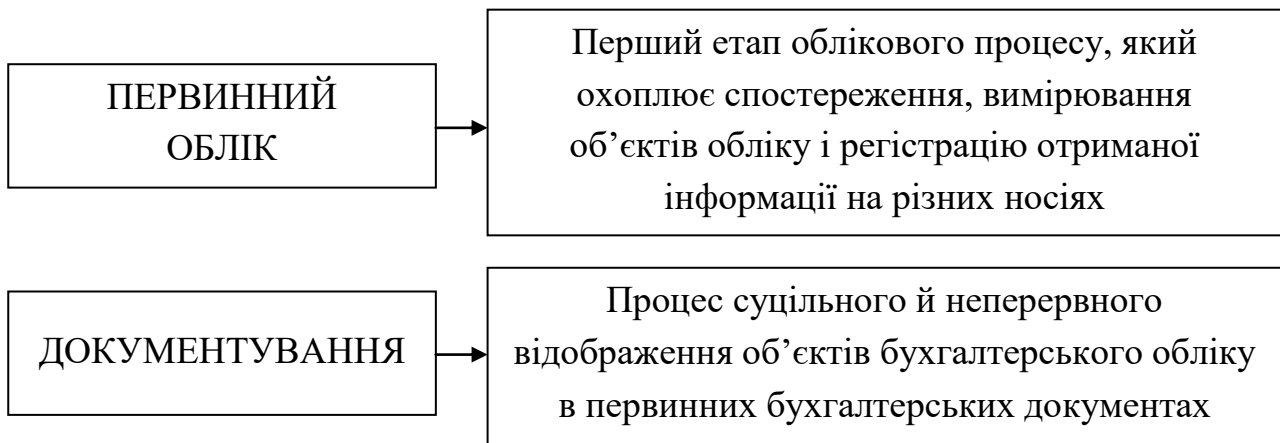 ПЕРВИННИЙ
ОБЛІК
Перший етап облікового процесу, який
охоплює спостереження, вимірювання
об’єктів обліку і регістрацію отриманої
інформації на різних носіях
ДОКУМЕНТУВАННЯ
Процес суцільного й неперервного
відображення об’єктів бухгалтерського обліку
в первинних бухгалтерських документах